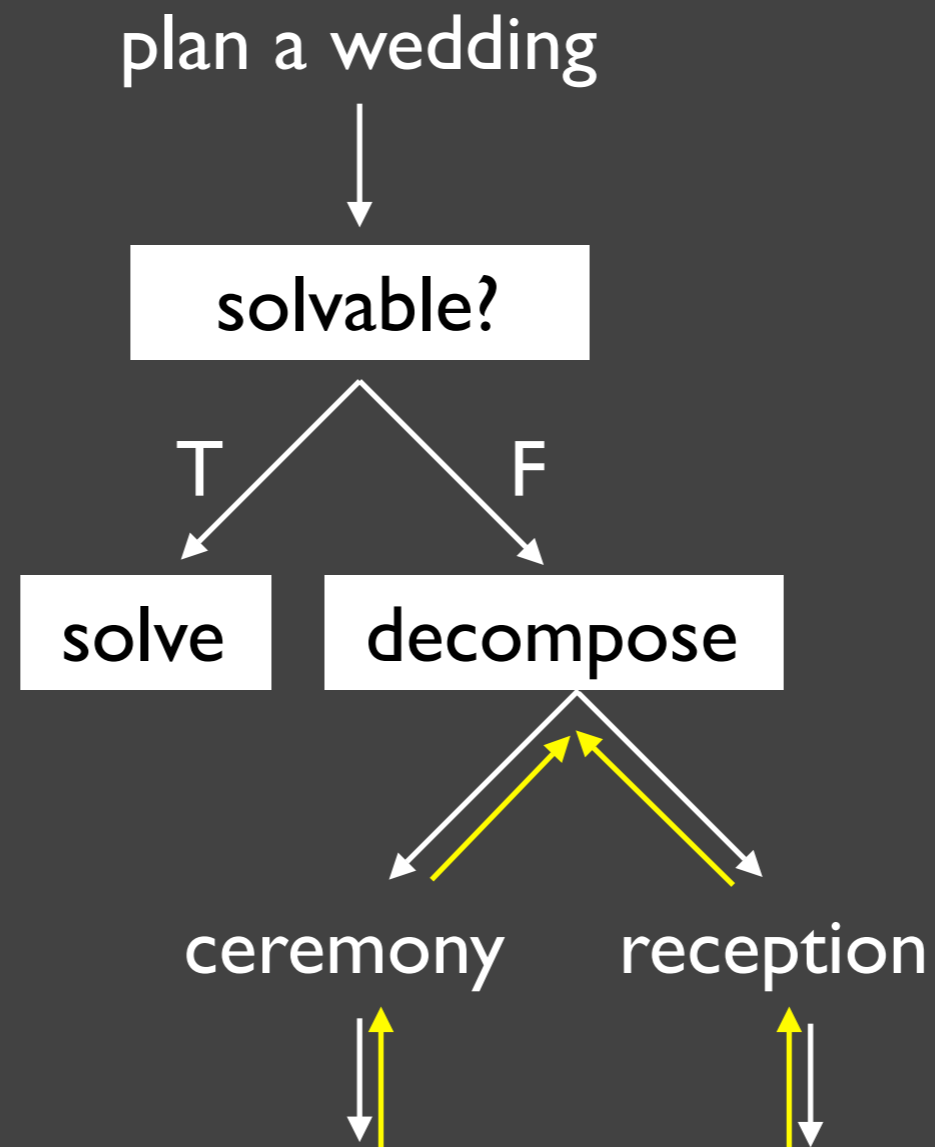 plan a wedding
solvable?
T
F
solve
decompose
ceremony
reception